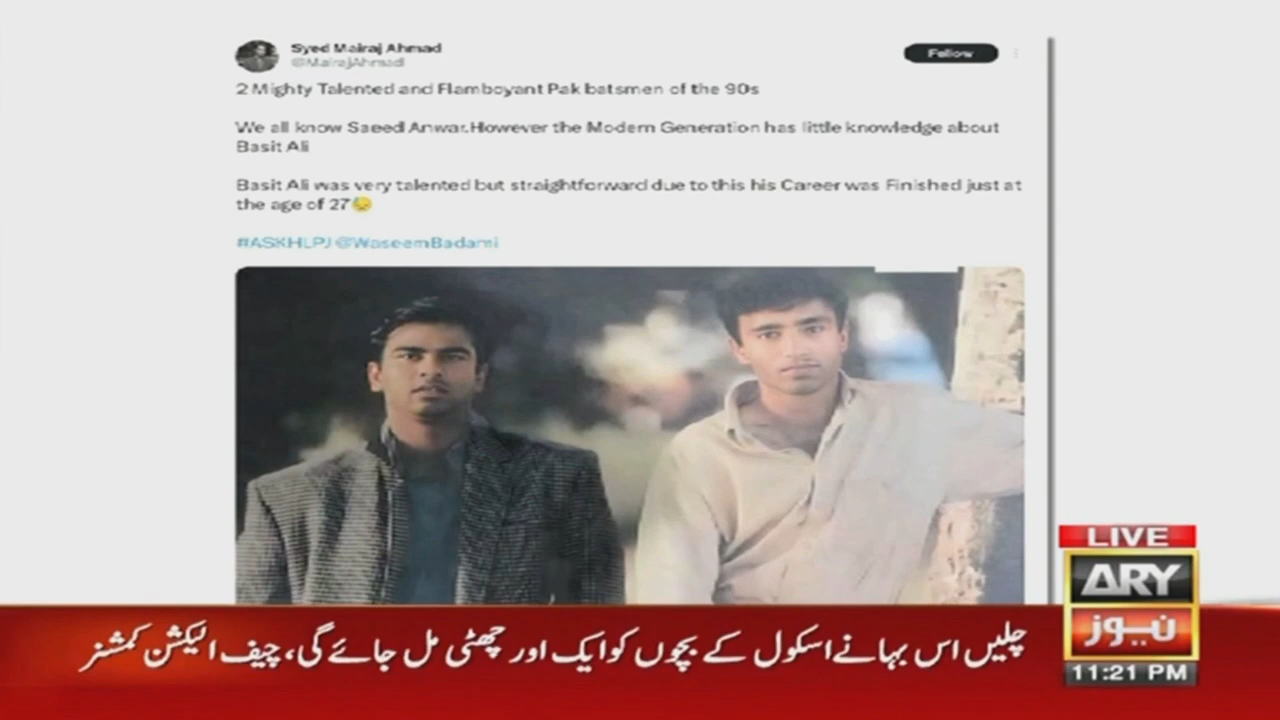 Syed Mairaj Ahmad
@MairajAhmadI
Follow
2 Mighty Talented and Flamboyant Pak batsmen of the 90s
We all know Saeed Anwar.However the Modern Generation has little knowledge about
Basit Ali
Basit Ali was very talented but straightforward due to this his Career was Finished just at
the age of 27😓
#ASKHLPJ @WaseemBadami
LIVE
ARY
نیوز
11:21 PM
چلیں اس بہانے اسکول کے بچوں کو ایک اور چھٹی مل جائے گی، چیف الیکشن کمشنر